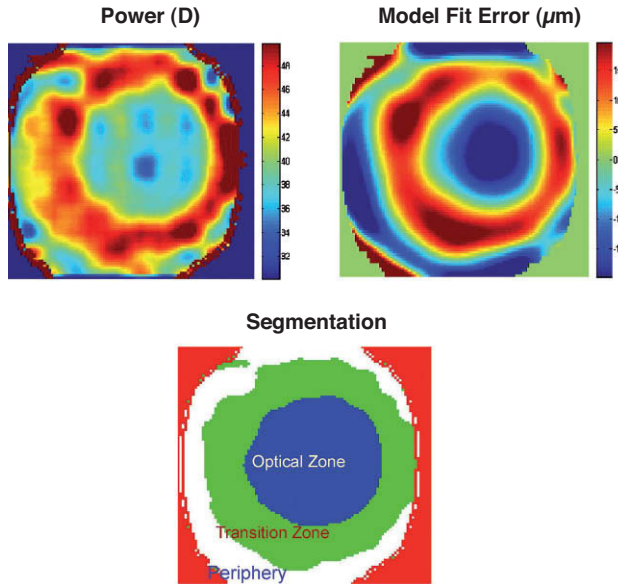 Power (D)
Model Fit Error (µm)
48
46
44
42
40
38
36
34
32
Segmentation
Optical Zone
Transition Zone
Periphery